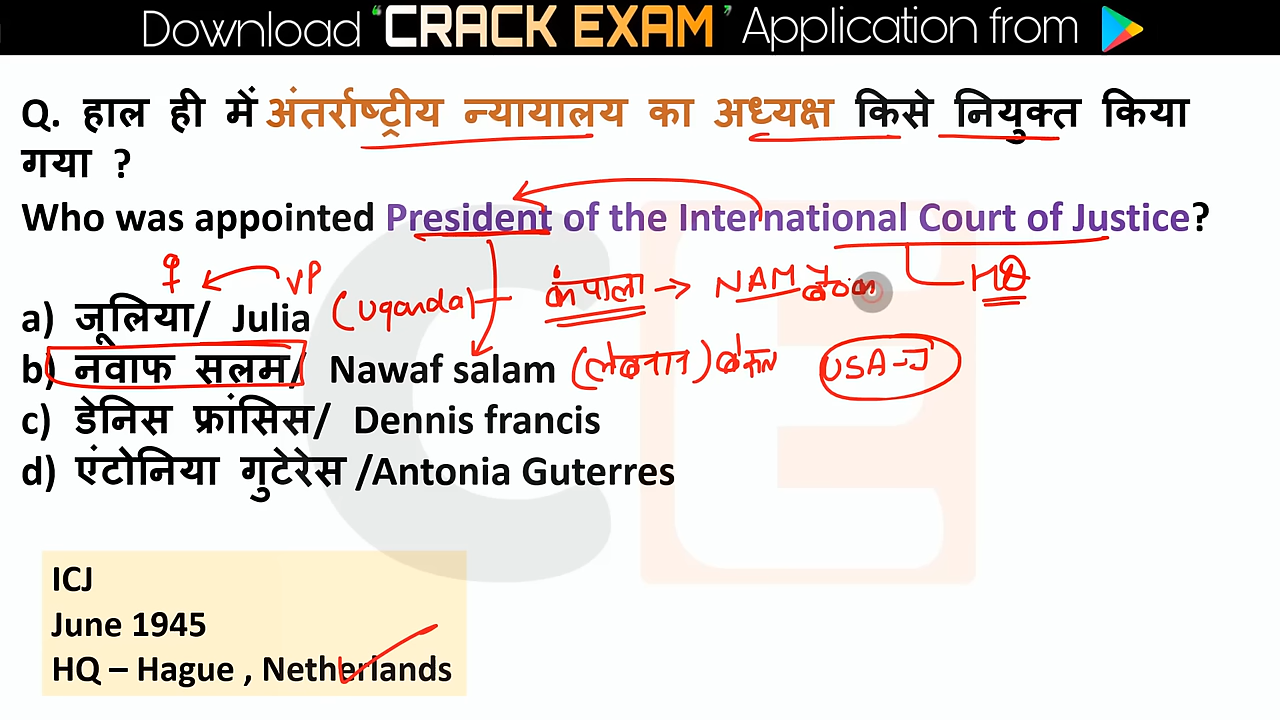 Download "CRACK EXAM" Application from
Q. हाल ही में अंतर्राष्ट्रीय न्यायालय का अध्यक्ष किसे नियुक्त किया
गया ?
Who was appointed President of the International Court of Justice?
VP
कंपाला → NAM
HQ
a) जूलिया/ Julia (Uganda)
b) नवाफ सलम/ Nawaf salam (लेबनान) USA-J
c) डेनिस फ्रांसिस/ Dennis francis
d) एंटोनिया गुटेरेस /Antonia Guterres
ICJ
June 1945
HQ – Hague , Netherlands